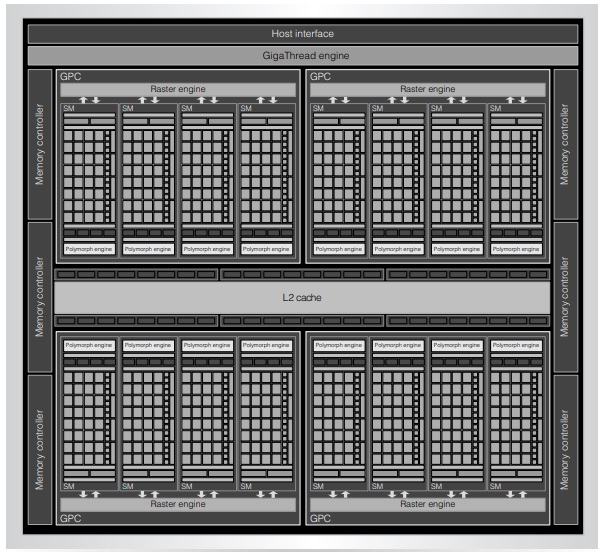 Host interface
GigaThread engine
GPC
GPC
Raster engine
Raster engine
SM
SM
SM
SM
SM
SM
SM
SM
Memory controller
Memory controller
Polymorph engine
Polymorph engine
Polymorph engine
Polymorph engine
Polymorph engine
Polymorph engine
Polymorph engine
Polymorph engine
Memory controller
L2 cache
Memory controller
Polymorph engine
Polymorph engine
Polymorph engine
Polymorph engine
Polymorph engine
Polymorph engine
Polymorph engine
Polymorph engine
Memory controller
Memory controller
SM
SM
SM
SM
SM
SM
SM
SM
Raster engine
Raster engine
GPC
GPC